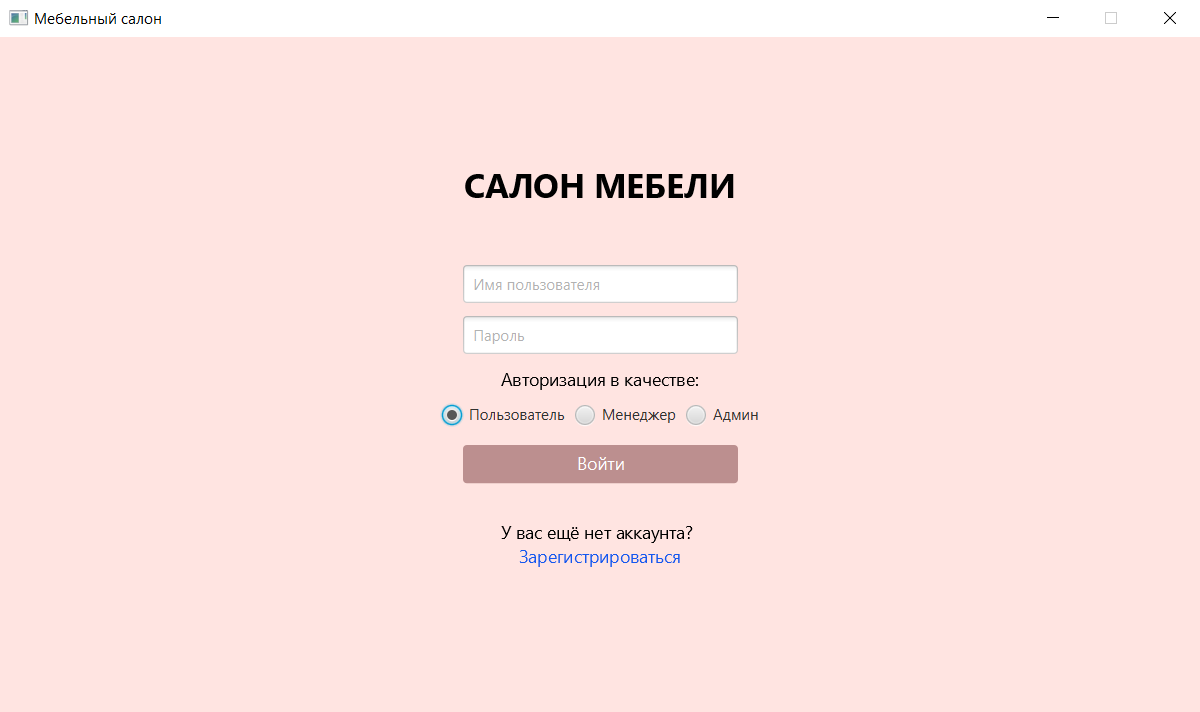 Мебельный салон
САЛОН МЕБЕЛИ
Имя пользователя
Пароль
Авторизация в качестве:
Пользователь Менеджер Админ
Войти
У вас ещё нет аккаунта?
Зарегистрироваться